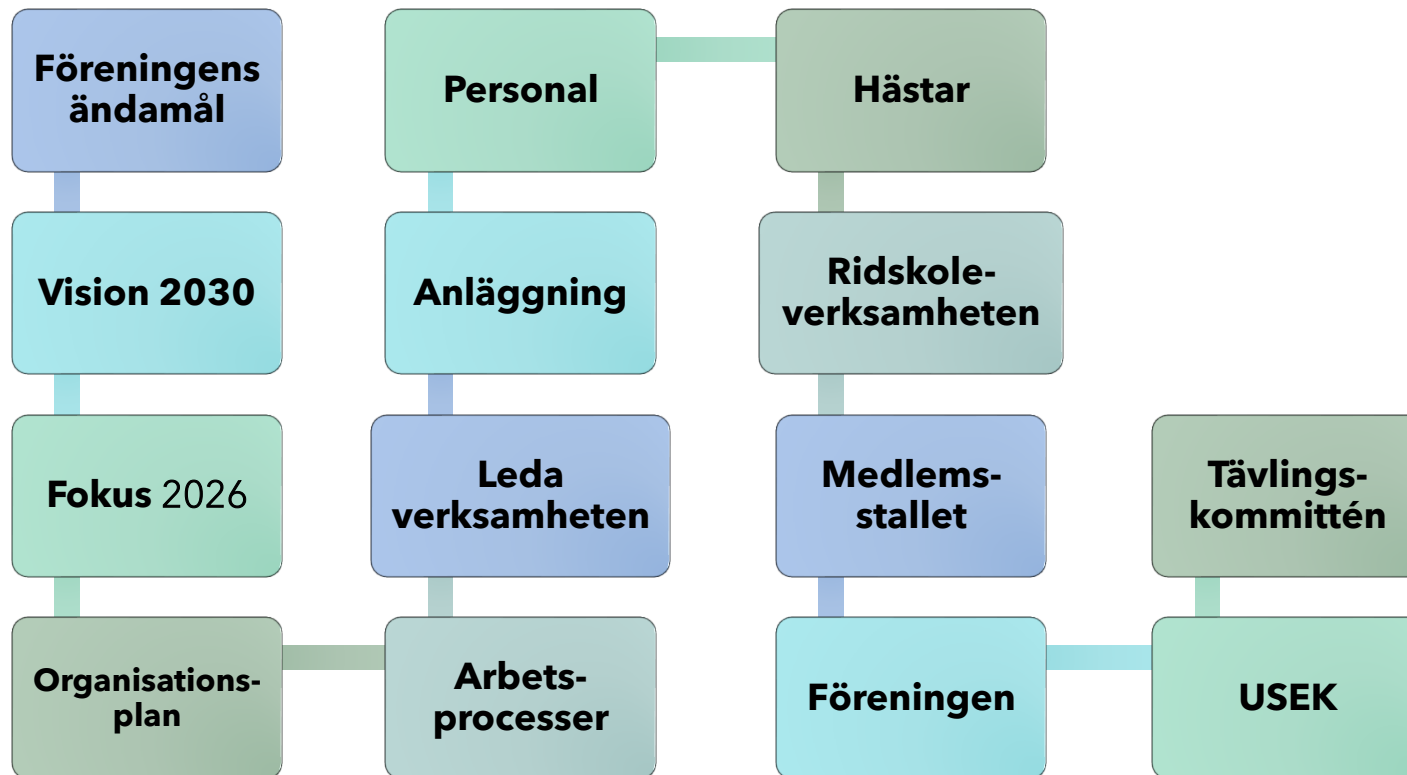 Föreningens
ändamål
Vision 2030
Fokus 2026
Organisations-
plan
Arbets-
processer
Leda
verksamheten
Anläggning
Personal
Hästar
Ridskole-
verksamheten
Medlems-
stallet
Föreningen
USEK
Tävlings-
kommittén